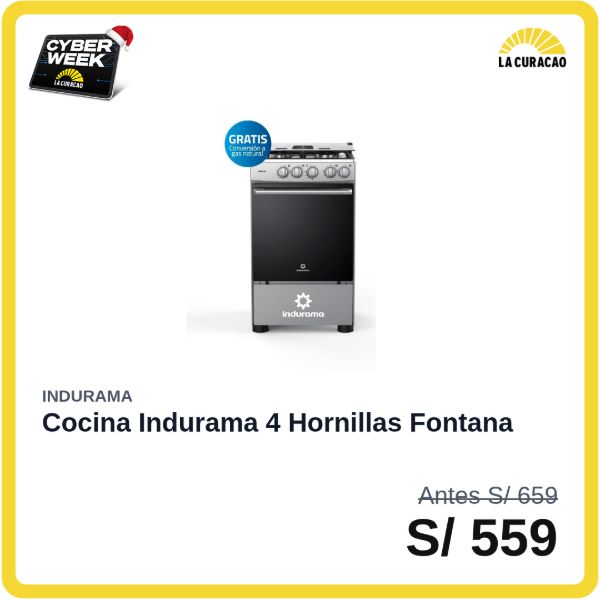 CYBER
WEEK
LA CURACAO
LA CURACAO
GRATIS
Conversión a
gas natural
indurama
INDURAMA
Cocina Indurama 4 Hornillas Fontana
Antes S/ 659
S/ 559